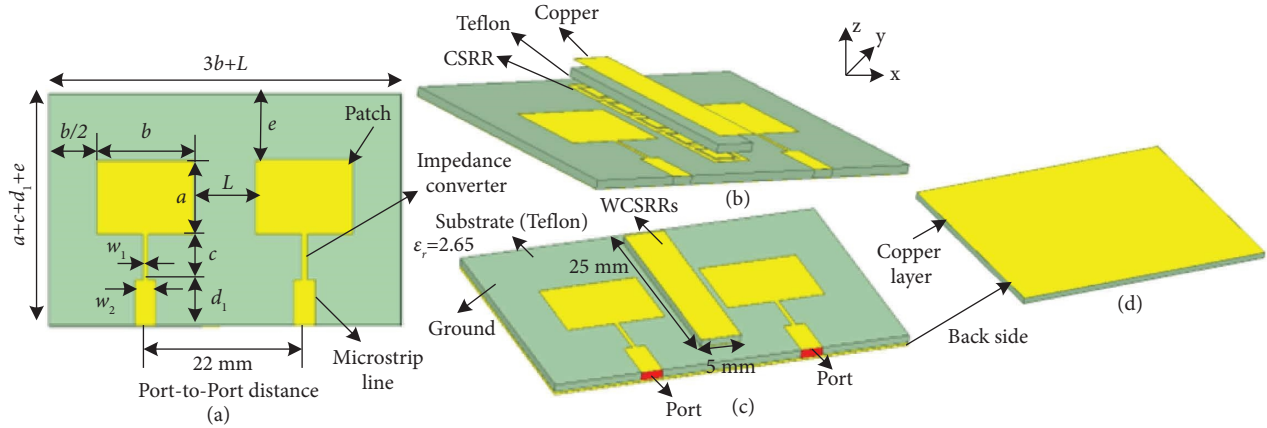 3b+L
b/2
b
e
Patch
a+c+d₁+e
a
L
Impedance
converter
w₁
c
w₂
d₁
22 mm
Microstrip
line
Port-to-Port distance
(a)
Copper
Teflon
CSRR
z
y
x
(b)
WCSRRs
Substrate (Teflon)
εᵣ=2.65
25 mm
Ground
5 mm
Port
Port
(c)
Copper
layer
(d)
Back side